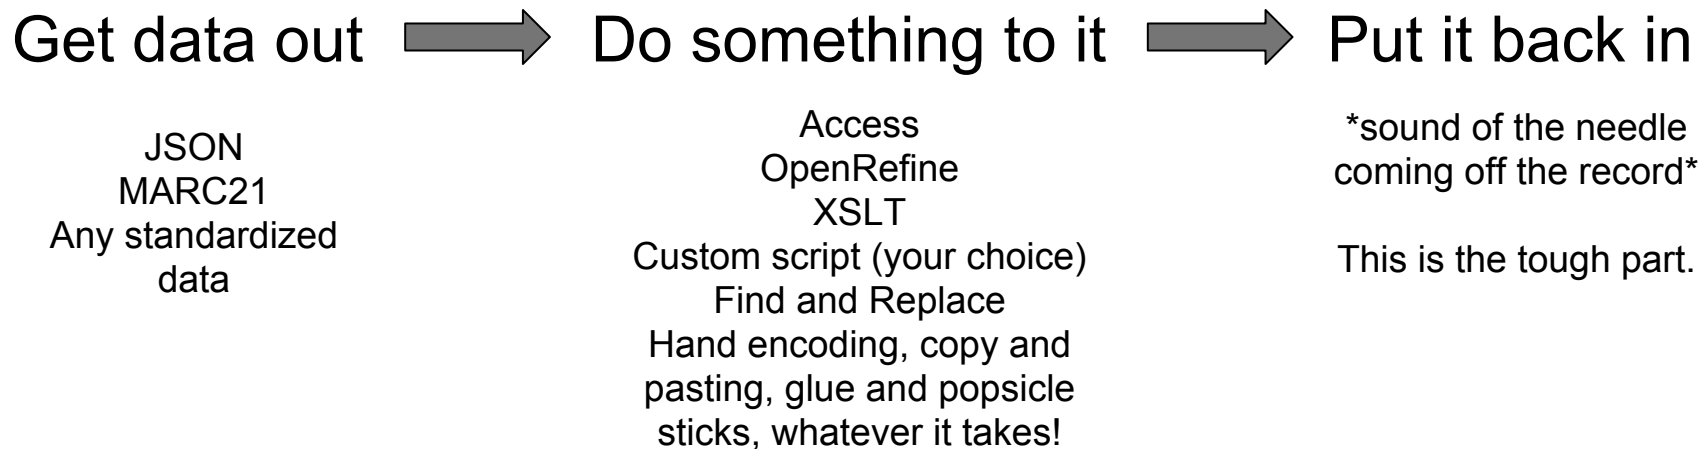 Get data out
Do something to it
Put it back in
JSON
MARC21
Any standardized
data
Access
OpenRefine
XSLT
Custom script (your choice)
Find and Replace
Hand encoding, copy and
pasting, glue and popsicle
sticks, whatever it takes!
*sound of the needle
coming off the record*
This is the tough part.